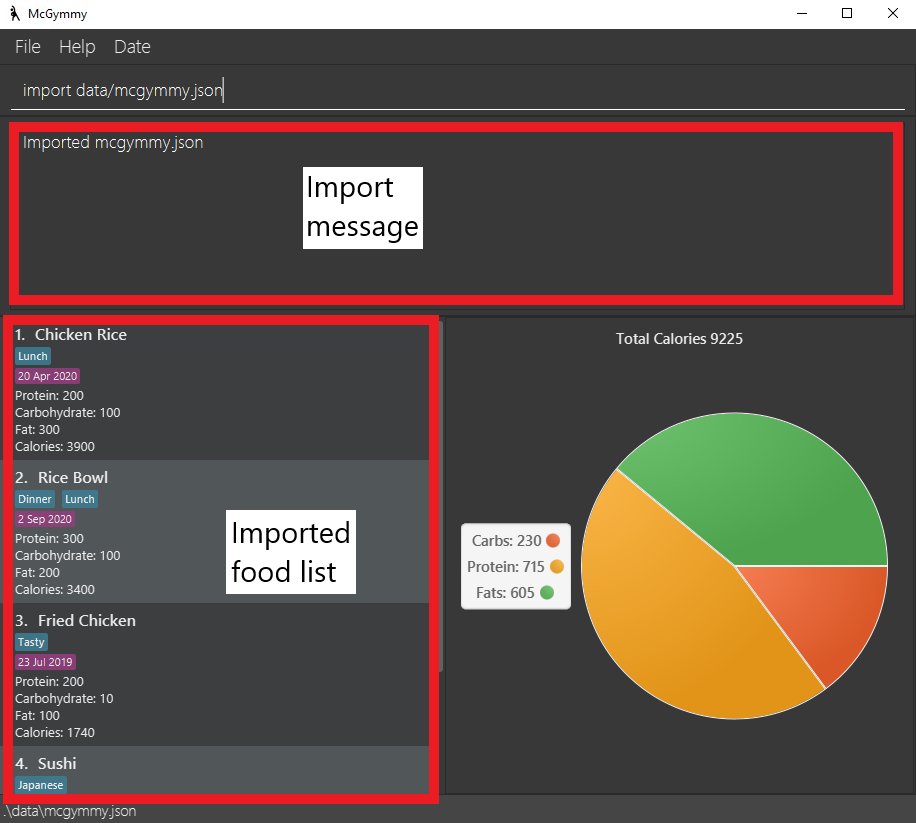 McGymmy
File Help Date
import data/mcgymmy.json
Imported mcgymmy.json
Import
message
1. Chicken Rice
Lunch
20 Apr 2020
Protein: 200
Carbohydrate: 100
Fat: 300
Calories: 3900
2. Rice Bowl
Dinner Lunch
2 Sep 2020
Protein: 300
Carbohydrate: 100
Fat: 200
Calories: 3400
Imported
food list
3. Fried Chicken
Tasty
23 Jul 2019
Protein: 200
Carbohydrate: 10
Fat: 100
Calories: 1740
4. Sushi
Japanese
Total Calories 9225
Carbs: 230
Protein: 715
Fats: 605
.\data\mcgymmy.json